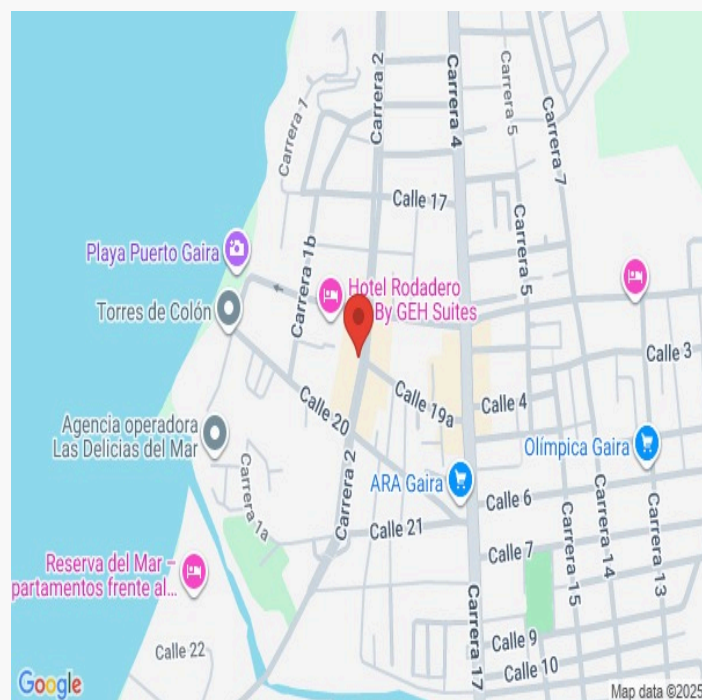 Carrera 2
Carrera 4
Carrera 5
Carrera 7
Carrera 1
Calle 17
Carrera 5
Playa Puerto Gaira
Carrera 1b
Hotel Rodadero
By GEH Suites
Torres de Colón
Calle 3
Calle 19a
Calle 4
Calle 20
Agencia operadora
Las Delicias del Mar
Olímpica Gaira
ARA Gaira
Carrera 2
Carrera 1a
Calle 6
Calle 21
Carrera 15
Carrera 14
Carrera 13
Calle 7
Reserva del Mar –
partamentos frente al...
Carrera 17
Calle 9
Calle 22
Calle 10
Google
Map data ©2025